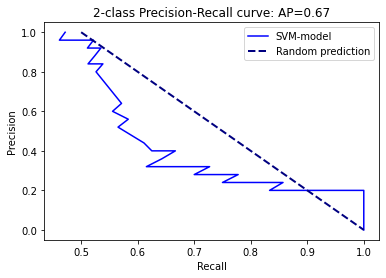 2-class Precision-Recall curve: AP=0.67
SVM-model
Random prediction
1.0
0.8
0.6
0.4
0.2
0.0
Precision
0.5
0.6
0.7
0.8
0.9
1.0
Recall